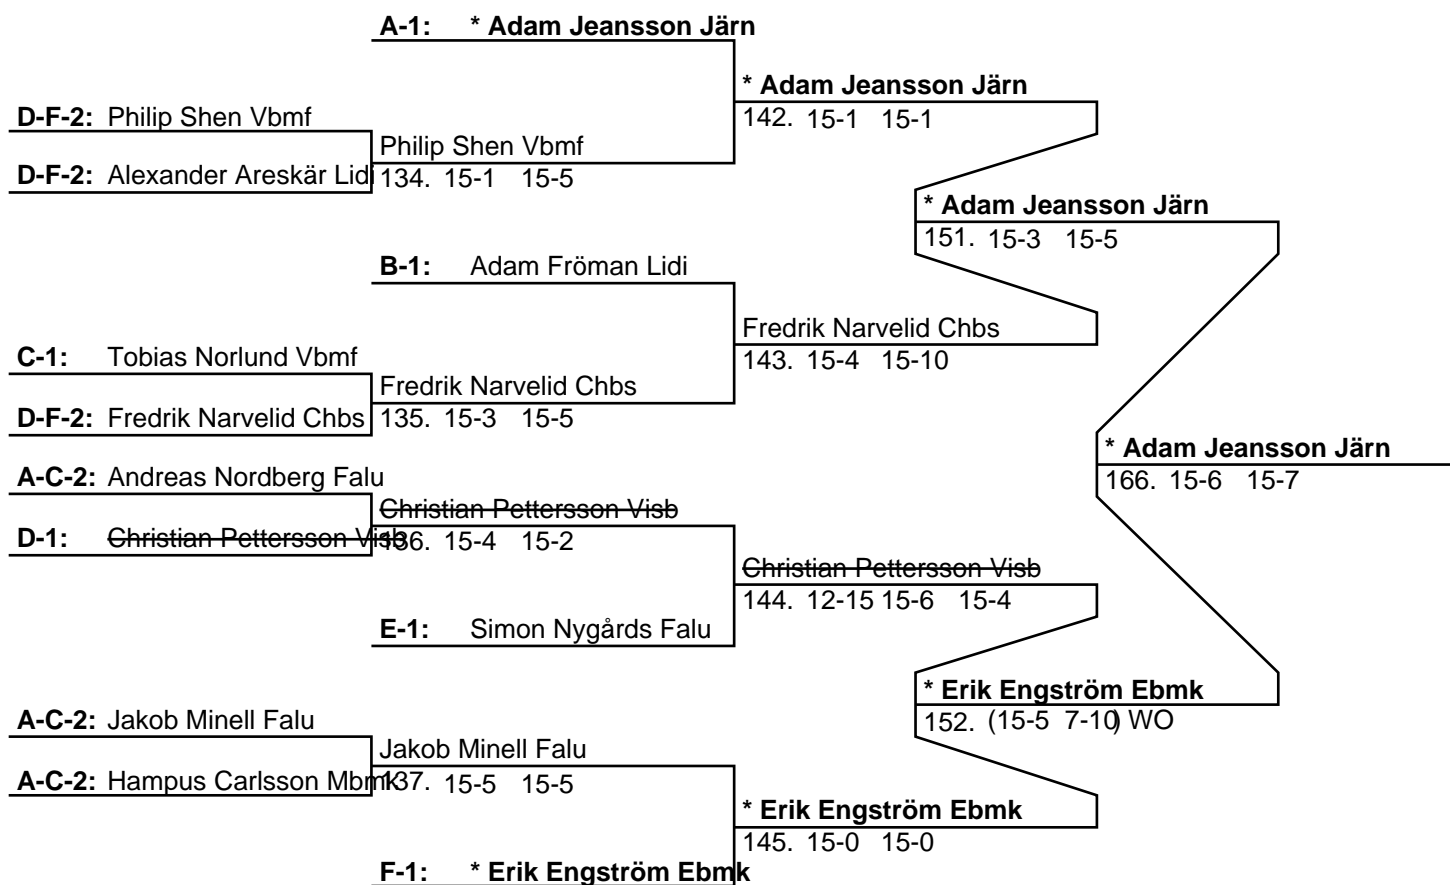 A-1: * Adam Jeansson Järn
* Adam Jeansson Järn
142. 15-1 15-1
D-F-2: Philip Shen Vbmf
Philip Shen Vbmf
D-F-2: Alexander Areskär Lidi
134. 15-1 15-5
* Adam Jeansson Järn
151. 15-3 15-5
B-1: Adam Fröman Lidi
Fredrik Narvelid Chbs
143. 15-4 15-10
C-1: Tobias Norlund Vbmf
Fredrik Narvelid Chbs
D-F-2: Fredrik Narvelid Chbs
135. 15-3 15-5
* Adam Jeansson Järn
166. 15-6 15-7
A-C-2: Andreas Nordberg Falu
Christian Pettersson Visb
D-1: Christian Pettersson Visb
136. 15-4 15-2
Christian Pettersson Visb
144. 12-15 15-6 15-4
E-1: Simon Nygårds Falu
* Erik Engström Ebmk
152. (15-5 7-10) WO
A-C-2: Jakob Minell Falu
Jakob Minell Falu
A-C-2: Hampus Carlsson Mbmk
137. 15-5 15-5
* Erik Engström Ebmk
145. 15-0 15-0
F-1: * Erik Engström Ebmk